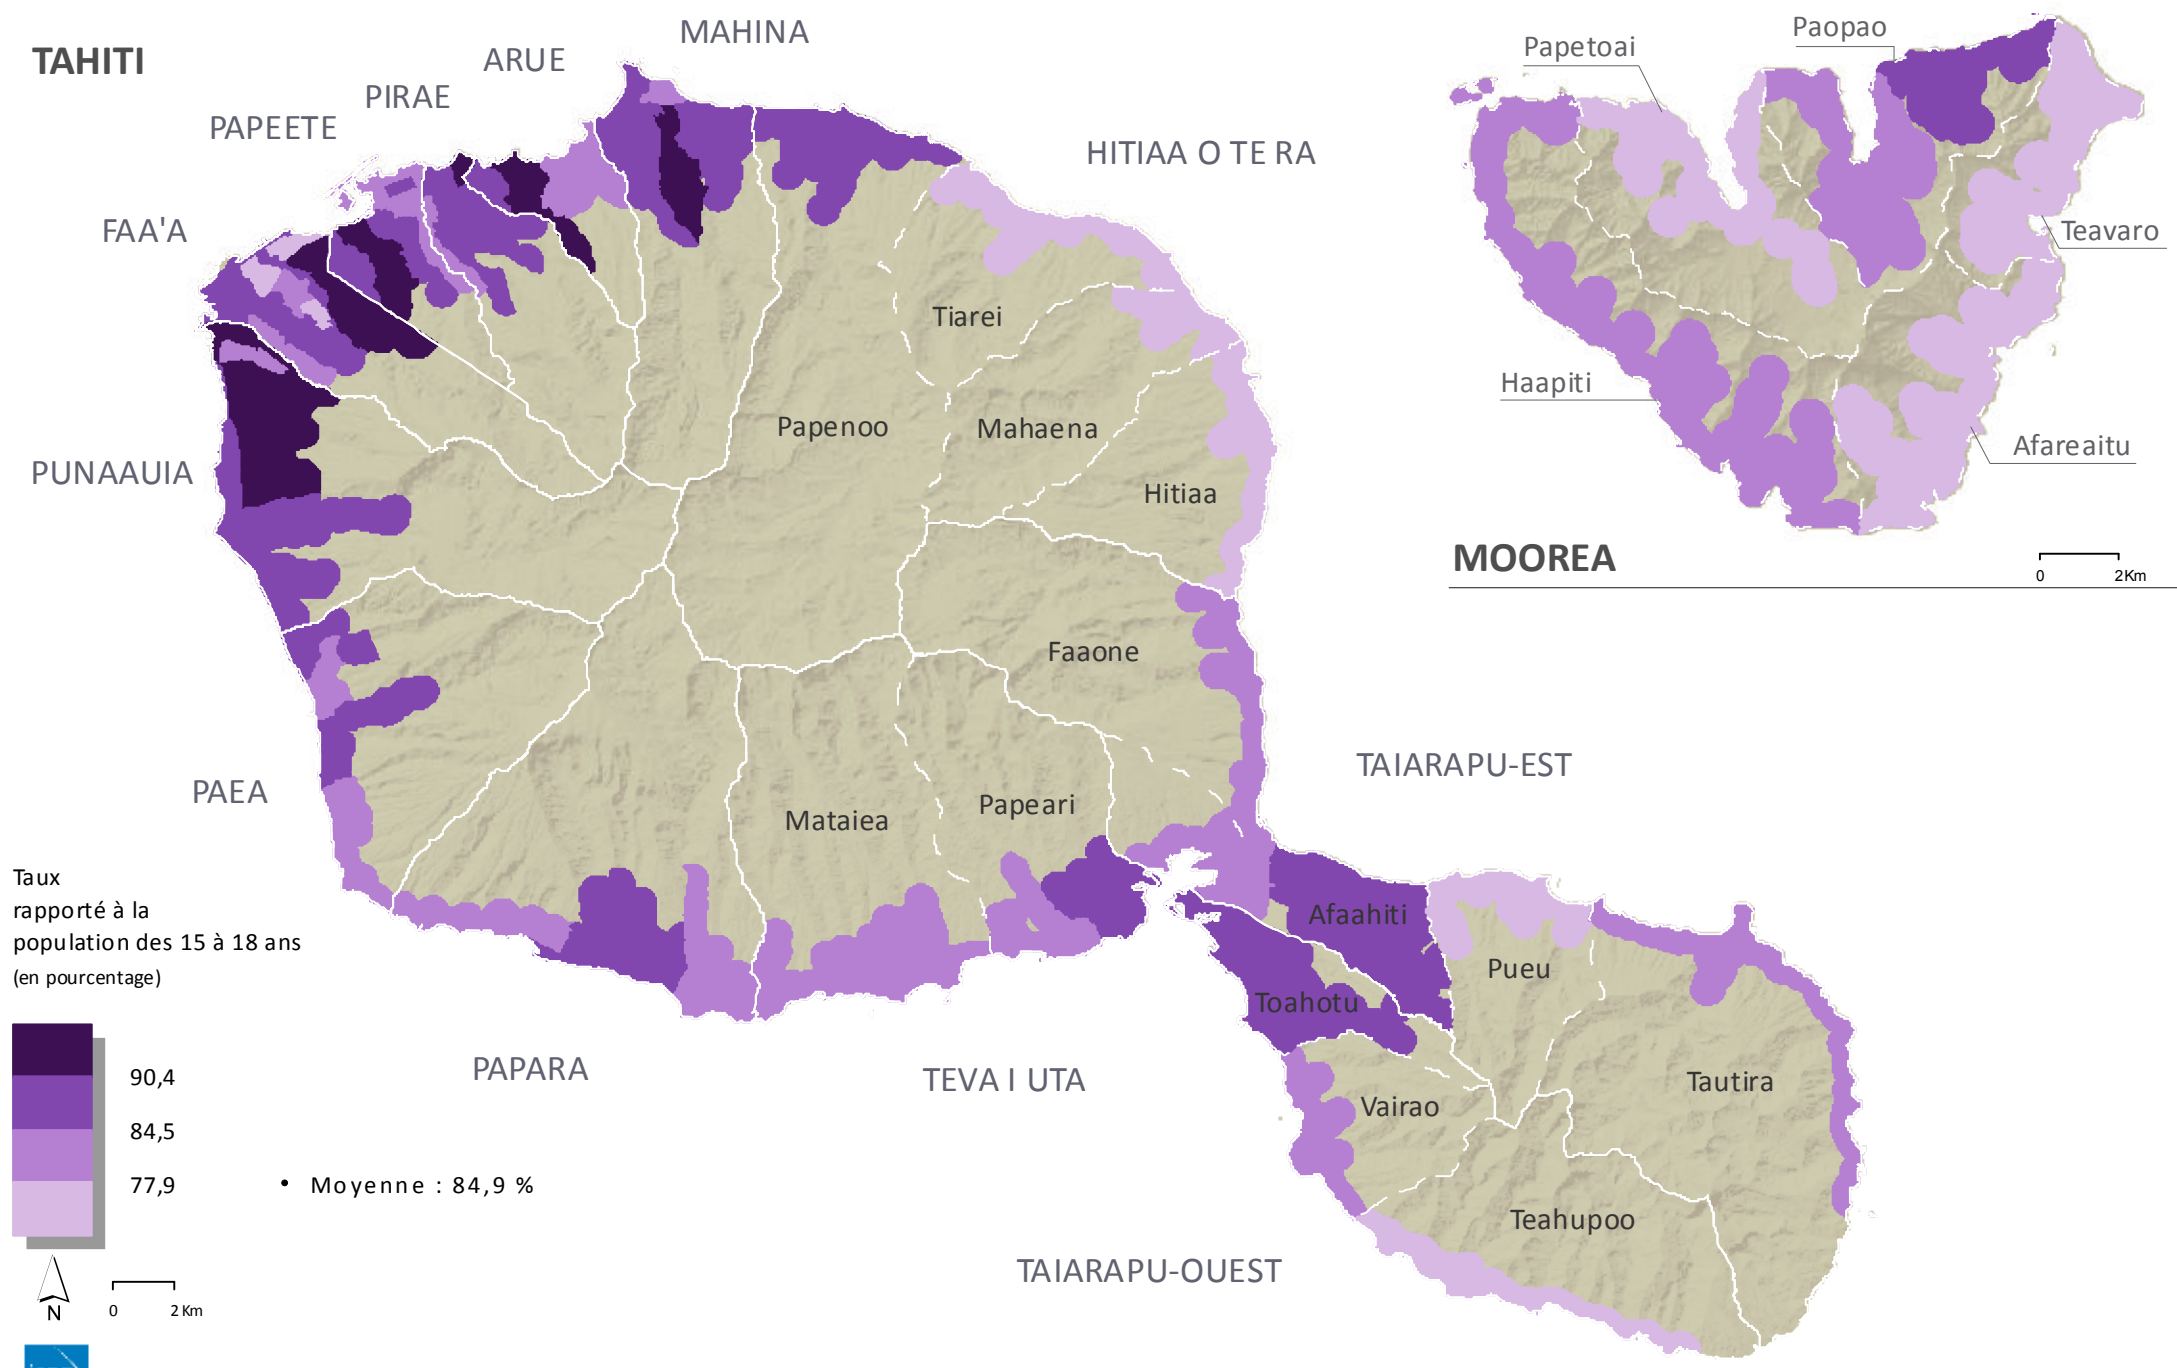 TAHITI
MAHINA
ARUE
PIRAE
PAPEETE
FAA'A
HITIAA O TE RA
Papetoai
Paopao
Teavaro
Haapiti
Afareaitu
MOOREA
0 2Km
Tiarei
Papenoo
Mahaena
Hitiaa
PUNAAUIA
Faaone
TAIARAPU-EST
PAEA
Mataiea
Papeari
Afaahiti
Pueu
Toahotu
Tautira
Vairao
Teahupoo
PAPARA
TEVA I UTA
TAIARAPU-OUEST
Taux
rapporté à la
population des 15 à 18 ans
(en pourcentage)
90,4
84,5
77,9
• Moyenne : 84,9 %
N
0 2 Km